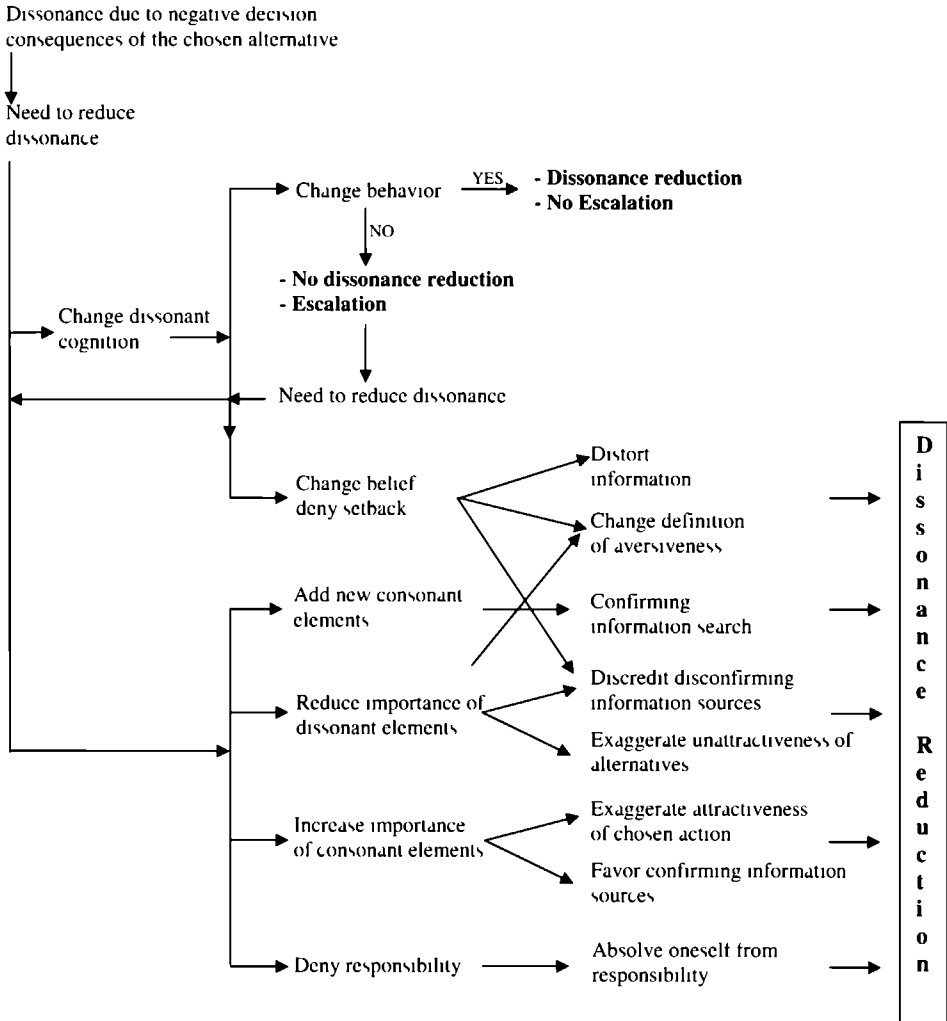 Dissonance due to negative decision
consequences of the chosen alternative
Need to reduce
dissonance
Change behavior
YES
- Dissonance reduction
- No Escalation
NO
- No dissonance reduction
- Escalation
Change dissonant
cognition
Need to reduce dissonance
Change belief
deny setback
Distort
information
Change definition
of aversiveness
Add new consonant
elements
Confirming
information search
Reduce importance of
dissonant elements
Discredit disconfirming
information sources
Exaggerate unattractiveness of
alternatives
Increase importance
of consonant elements
Exaggerate attractiveness
of chosen action
Favor confirming information
sources
Deny responsibility
Absolve oneself from
responsibility
Dissonance Reduction